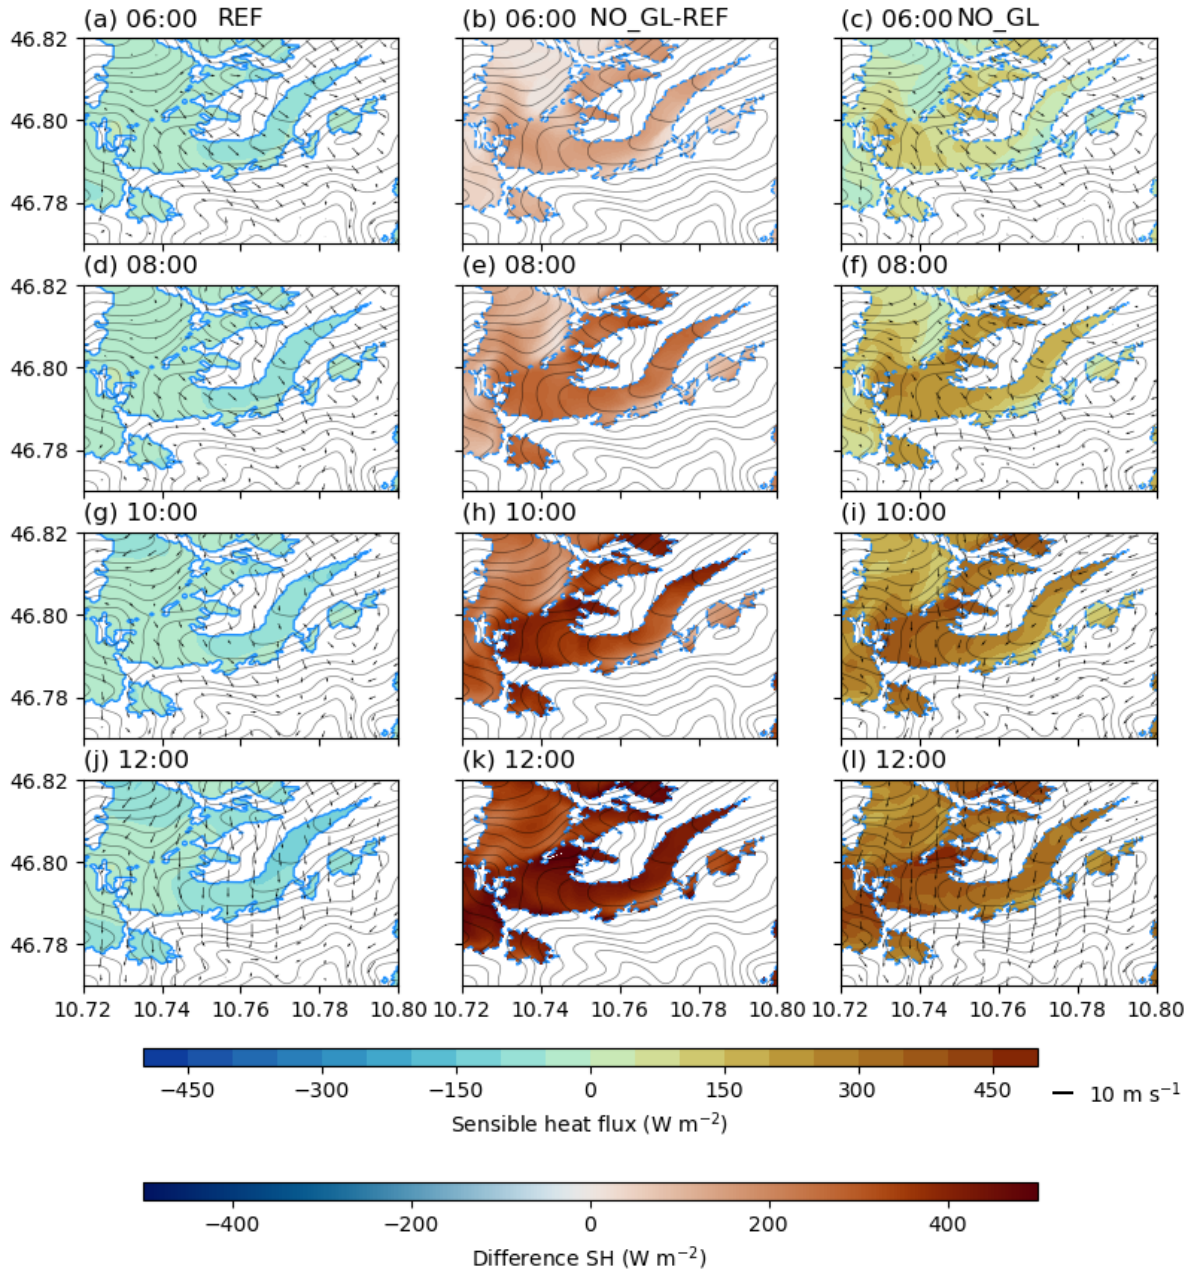 (a) 06:00 REF
(b) 06:00 NO_GL-REF
(c) 06:00 NO_GL
46.82
46.80
46.78
(d) 08:00
(e) 08:00
(f) 08:00
46.82
46.80
46.78
(g) 10:00
(h) 10:00
(i) 10:00
46.82
46.80
46.78
(j) 12:00
(k) 12:00
(l) 12:00
46.82
46.80
46.78
10.72 10.74 10.76 10.78 10.72 10.74 10.76 10.78 10.72 10.74 10.76 10.78 10.80
−450 −300 −150 0 150 300 450
10 m s⁻¹
Sensible heat flux (W m⁻²)
−400 −200 0 200 400
Difference SH (W m⁻²)